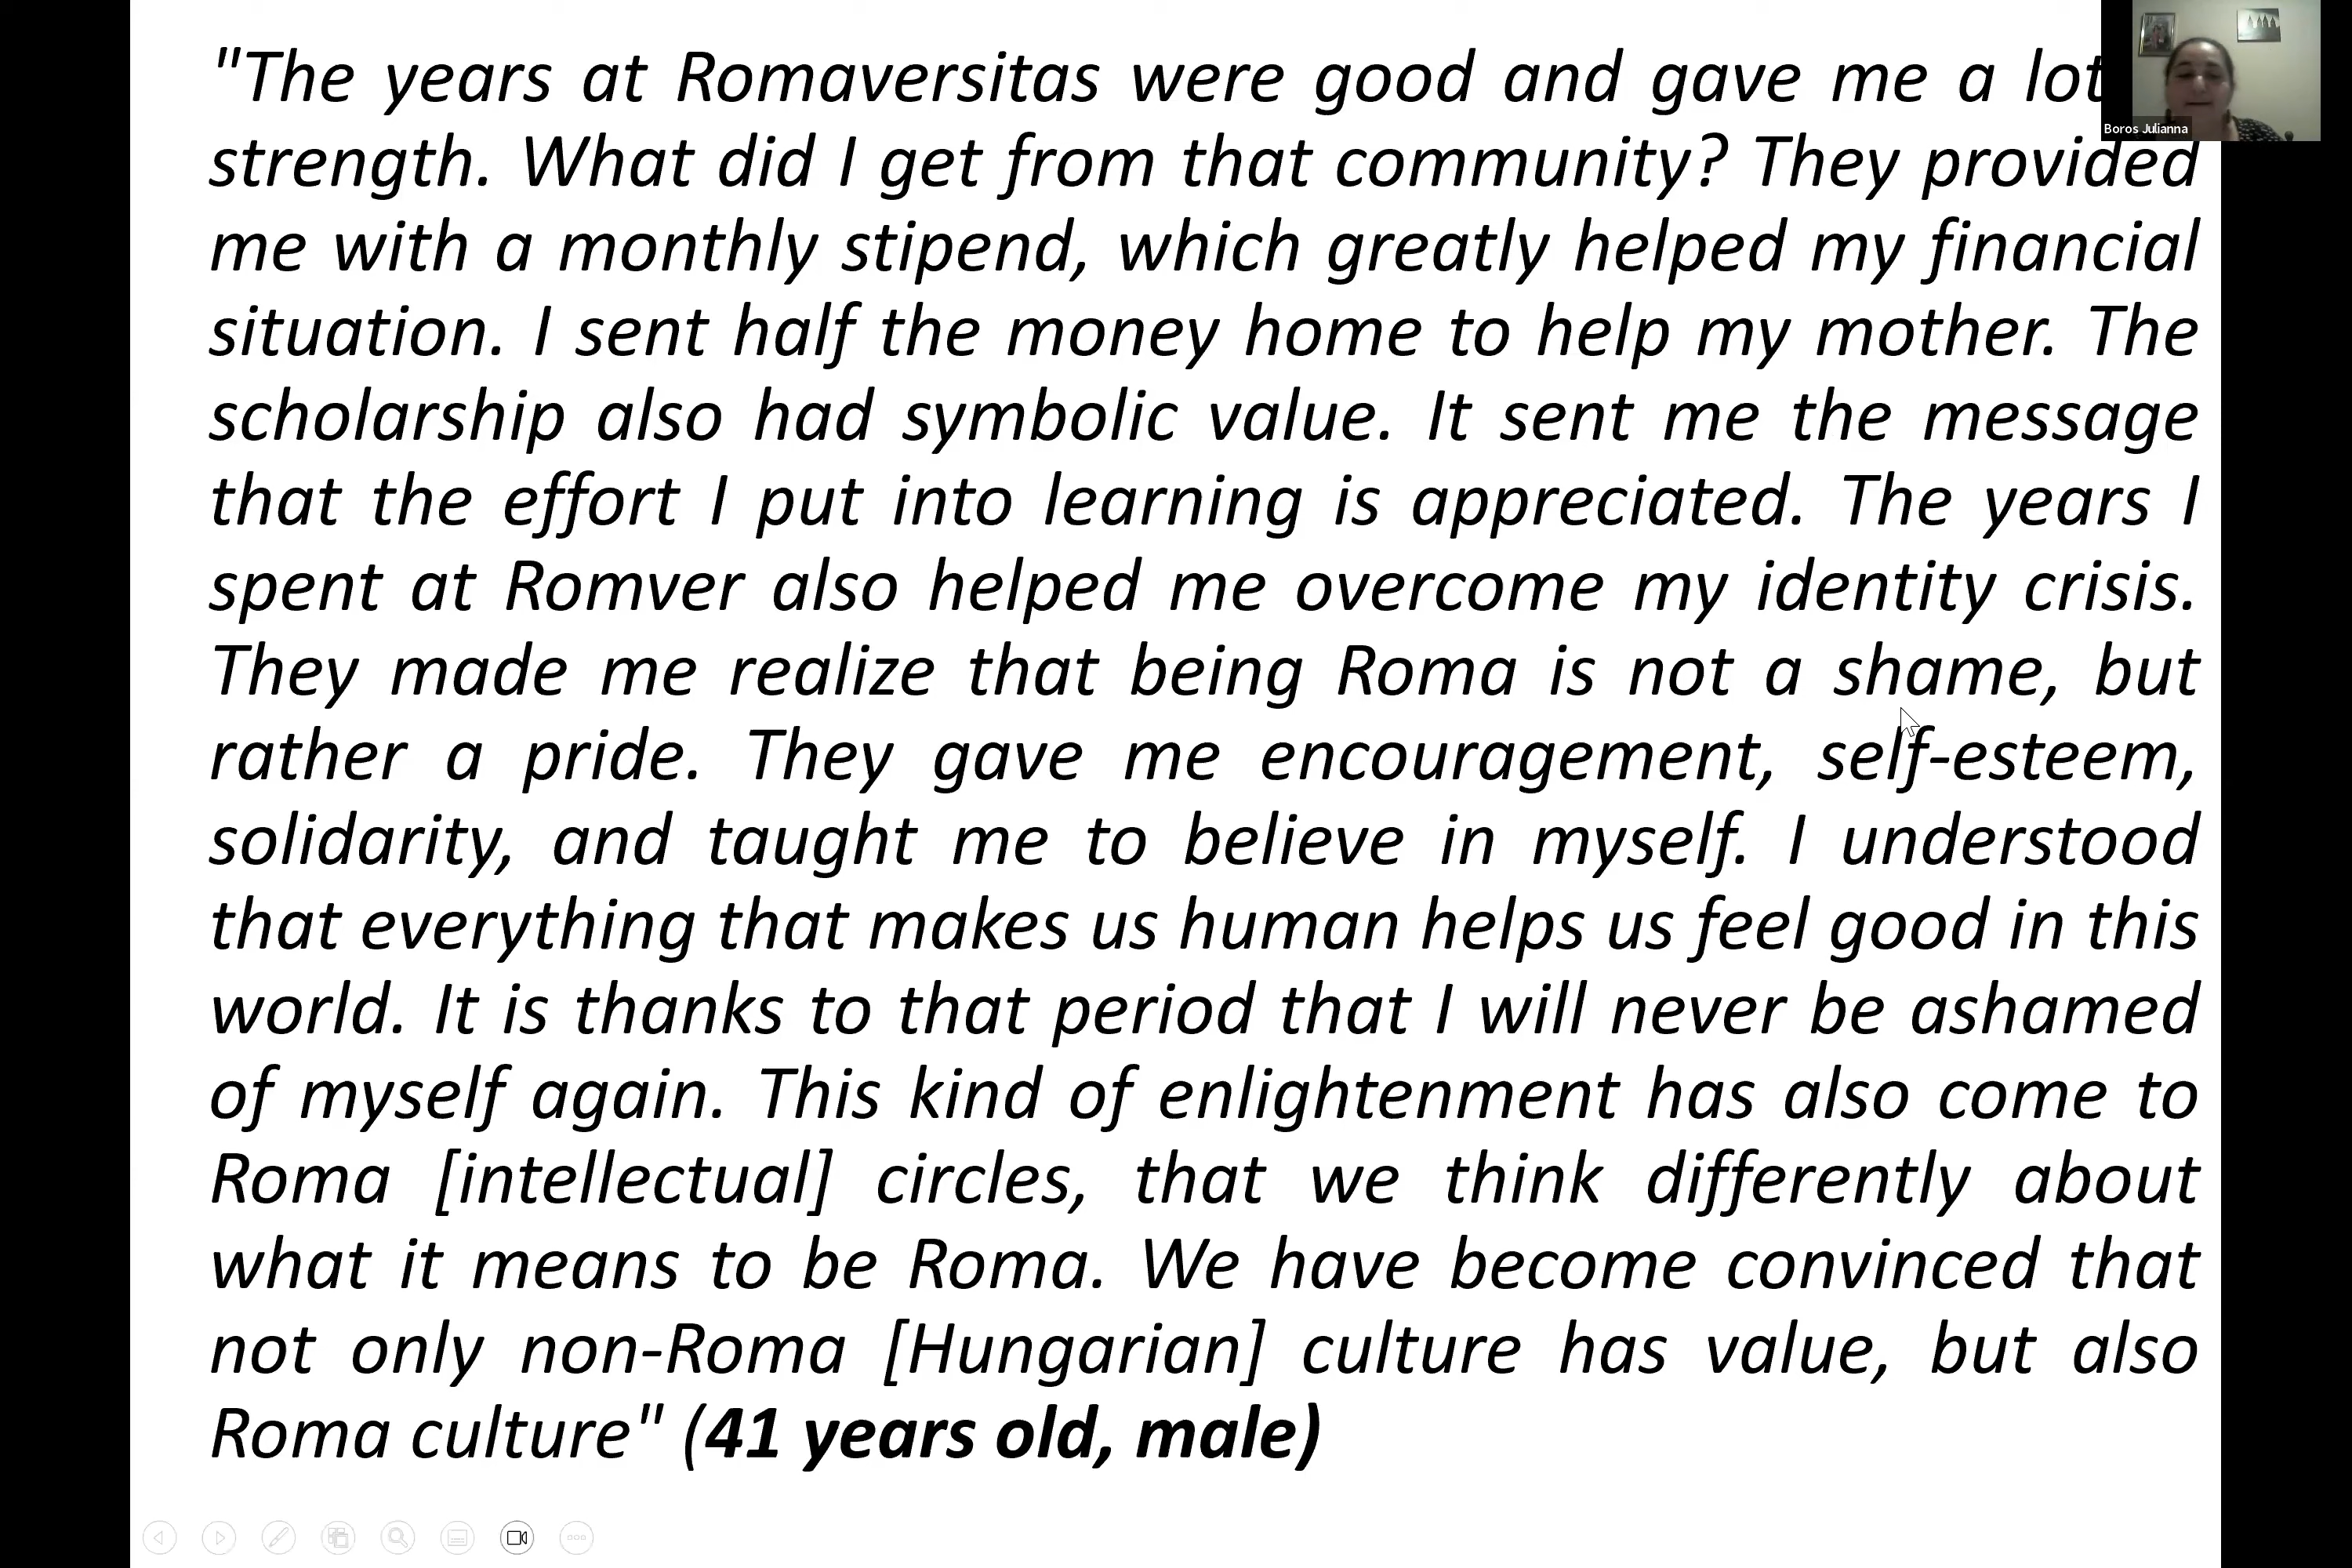 "The years at Romaversitas were good and gave me a lot
strength. What did I get from that community? They provided
me with a monthly stipend, which greatly helped my financial
situation. I sent half the money home to help my mother. The
scholarship also had symbolic value. It sent me the message
that the effort I put into learning is appreciated. The years I
spent at Romver also helped me overcome my identity crisis.
They made me realize that being Roma is not a shame, but
rather a pride. They gave me encouragement, self-esteem,
solidarity, and taught me to believe in myself. I understood
that everything that makes us human helps us feel good in this
world. It is thanks to that period that I will never be ashamed
of myself again. This kind of enlightenment has also come to
Roma [intellectual] circles, that we think differently about
what it means to be Roma. We have become convinced that
not only non-Roma [Hungarian] culture has value, but also
Roma culture" (41 years old, male)
Boros Julianna